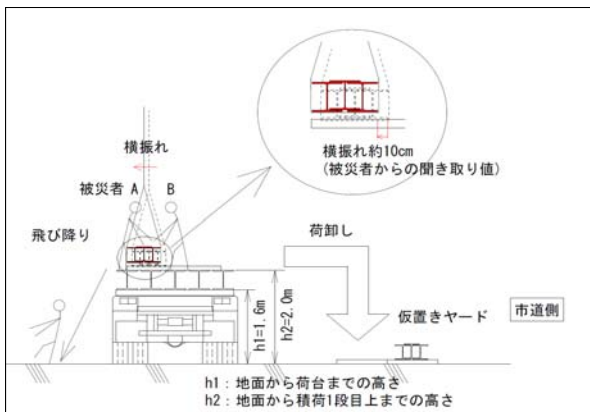 横振れ
被災者 A B
飛び降り
横振れ約10cm
(被災者からの聞き取り値)
荷卸し
h1=1.6m
h2=2.0m
仮置きヤード
市道側
h1：地面から荷台までの高さ
h2：地面から積荷1段目上までの高さ